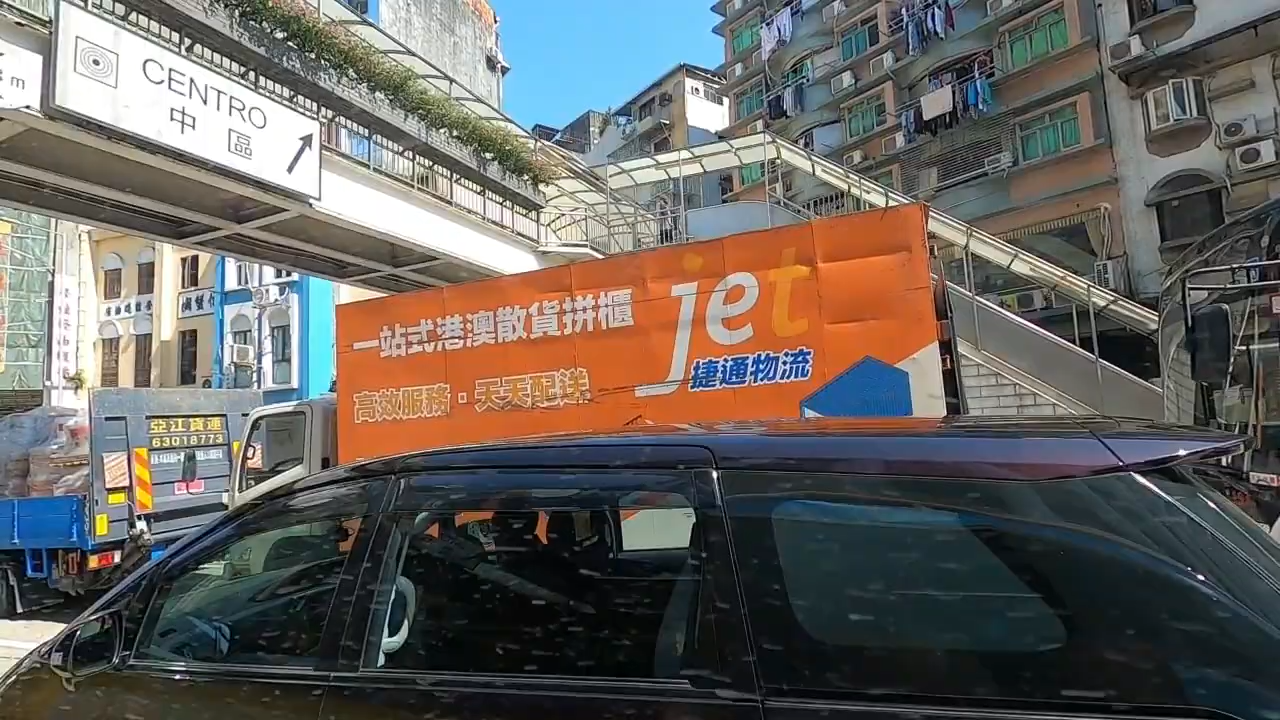 CENTRO
中區
一站式港澳散貨拼櫃
高效服務·天天配送
jet
捷通物流
亞江貨運
63018773